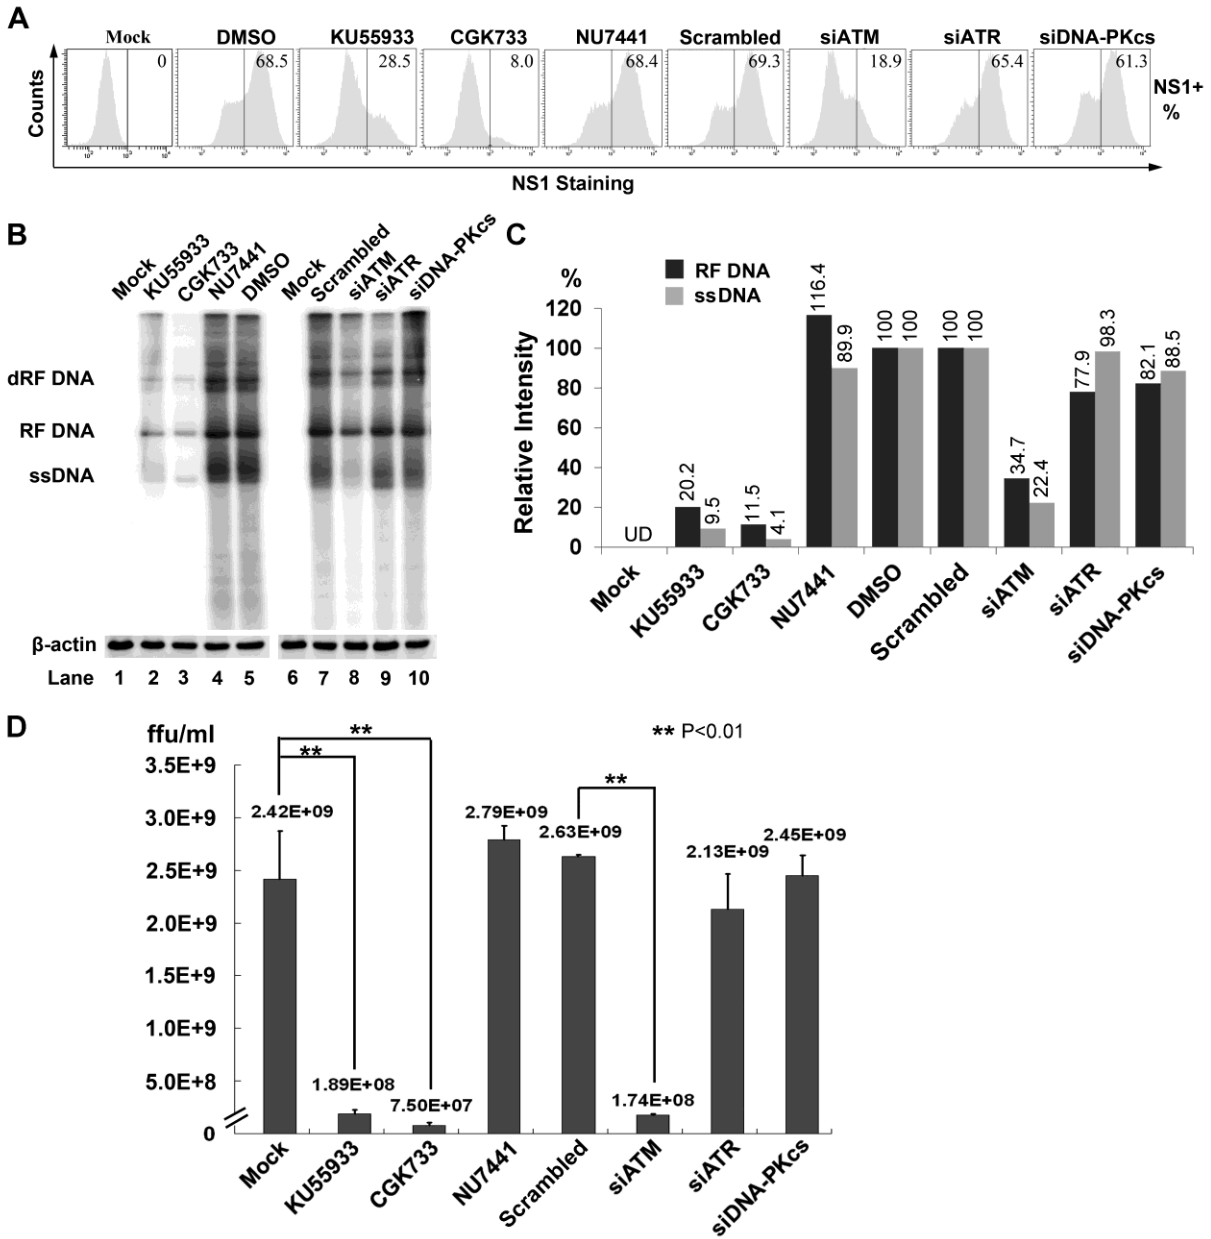 A
Mock DMSO KU55933 CGK733 NU7441 Scrambled siATM siATR siDNA-PKcs
0 68.5 28.5 8.0 68.4 69.3 18.9 65.4 61.3
Counts
NS1+
%
NS1 Staining
B
Mock KU55933 CGK733 NU7441 DMSO Mock Scrambled siATM siATR siDNA-PKcs
dRF DNA
RF DNA
ssDNA
β-actin
Lane 1 2 3 4 5 6 7 8 9 10
C
%
RF DNA
ssDNA
Relative Intensity
120
100
80
60
40
20
0
UD 20.2 9.5 11.5 4.1 116.4 89.9 100 100 100 100 34.7 22.4 77.9 98.3 82.1 88.5
Mock KU55933 CGK733 NU7441 DMSO Scrambled siATM siATR siDNA-PKcs
D
ffu/ml
** P<0.01
**
**
**
3.5E+9
3.0E+9
2.5E+9
2.0E+9
1.5E+9
1.0E+9
5.0E+8
0
2.42E+09 1.89E+08 7.50E+07 2.79E+09 2.63E+09 1.74E+08 2.13E+09 2.45E+09
Mock KU55933 CGK733 NU7441 Scrambled siATM siATR siDNA-PKcs